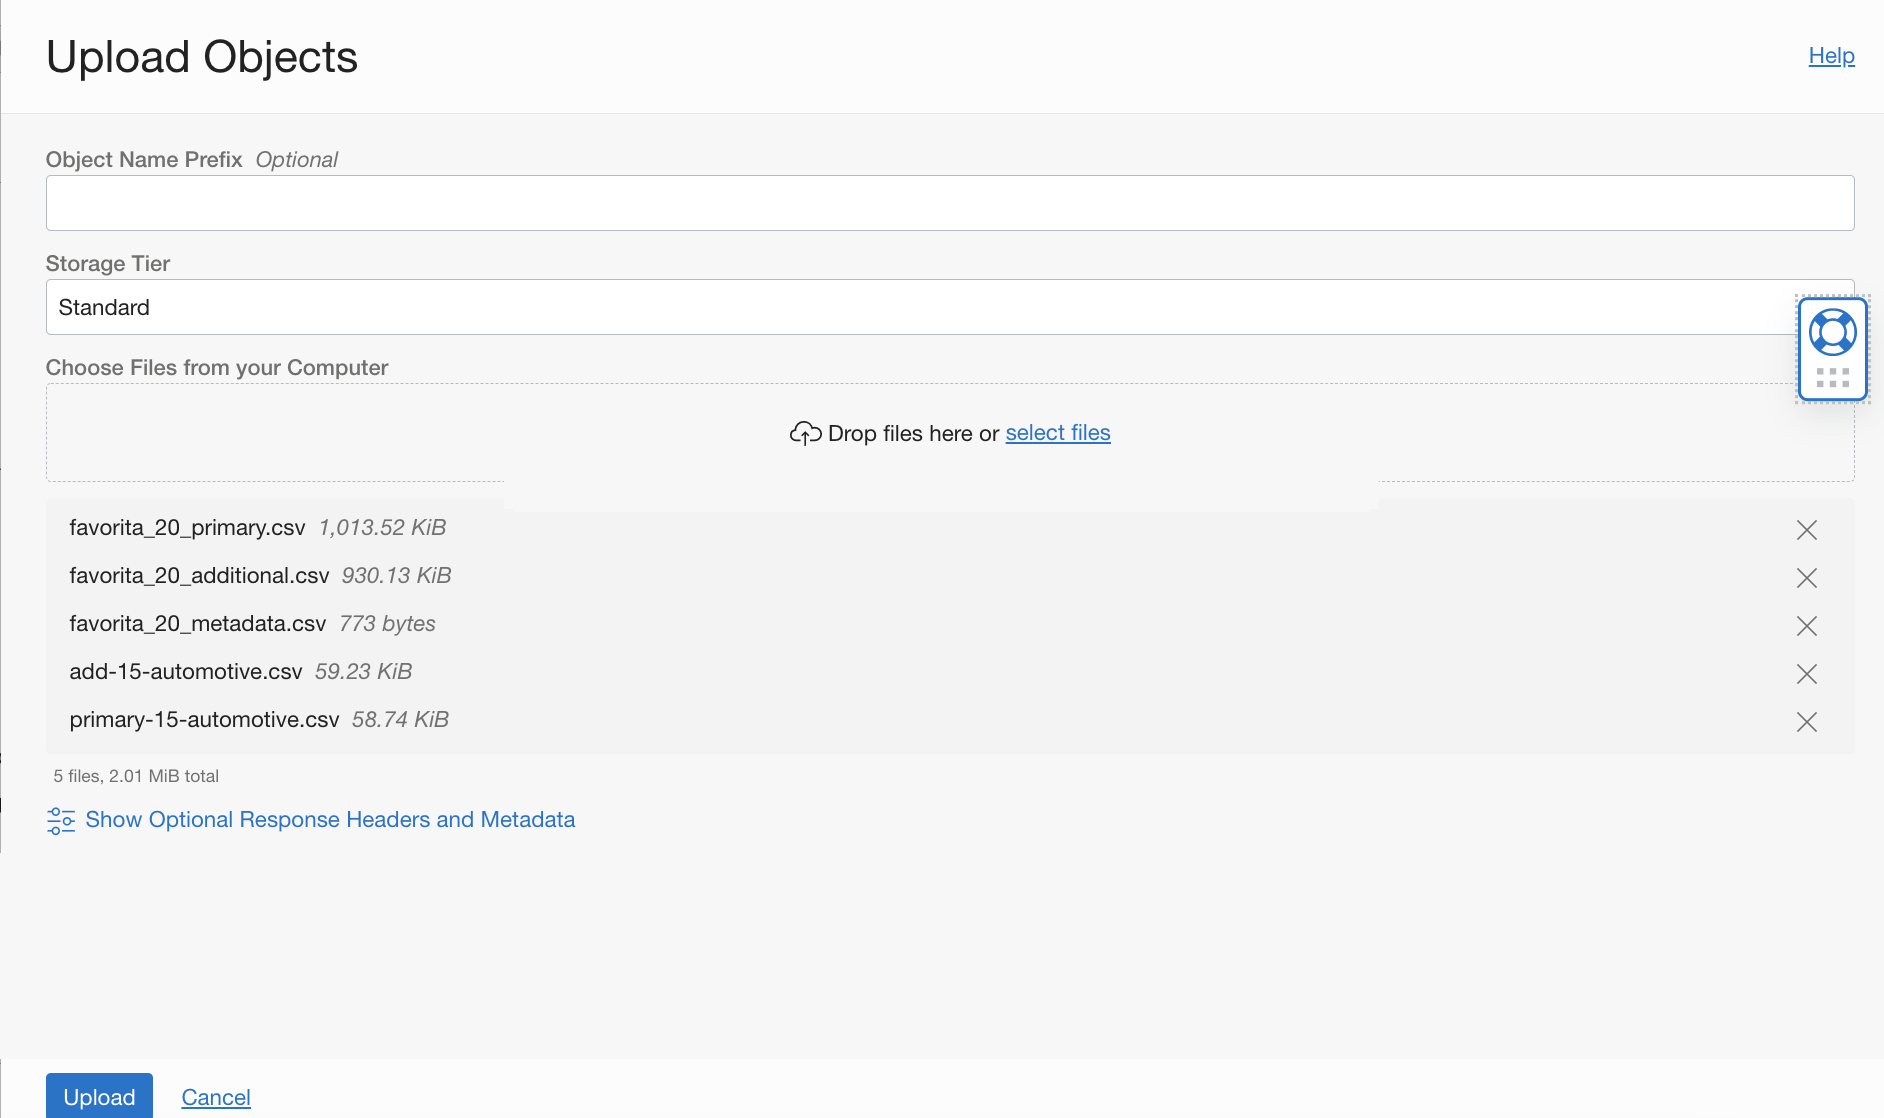 Upload Objects
Help
Object Name Prefix Optional
Storage Tier
Standard
Choose Files from your Computer
Drop files here or select files
favorita_20_primary.csv 1,013.52 KiB
favorita_20_additional.csv 930.13 KiB
favorita_20_metadata.csv 773 bytes
add-15-automotive.csv 59.23 KiB
primary-15-automotive.csv 58.74 KiB
5 files, 2.01 MiB total
Show Optional Response Headers and Metadata
Upload Cancel